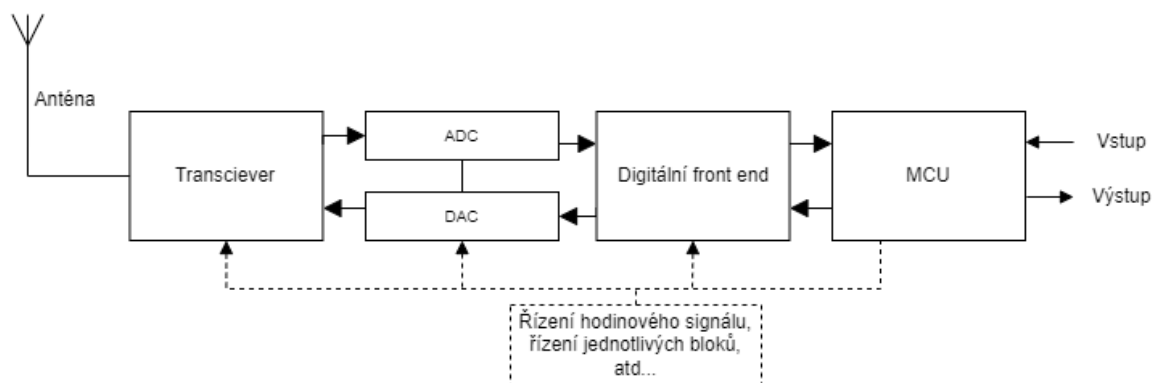 Anténa
Transciever
ADC
DAC
Digitální front end
MCU
Vstup
Výstup
Řízení hodinového signálu,
řízení jednotlivých bloků,
atd...